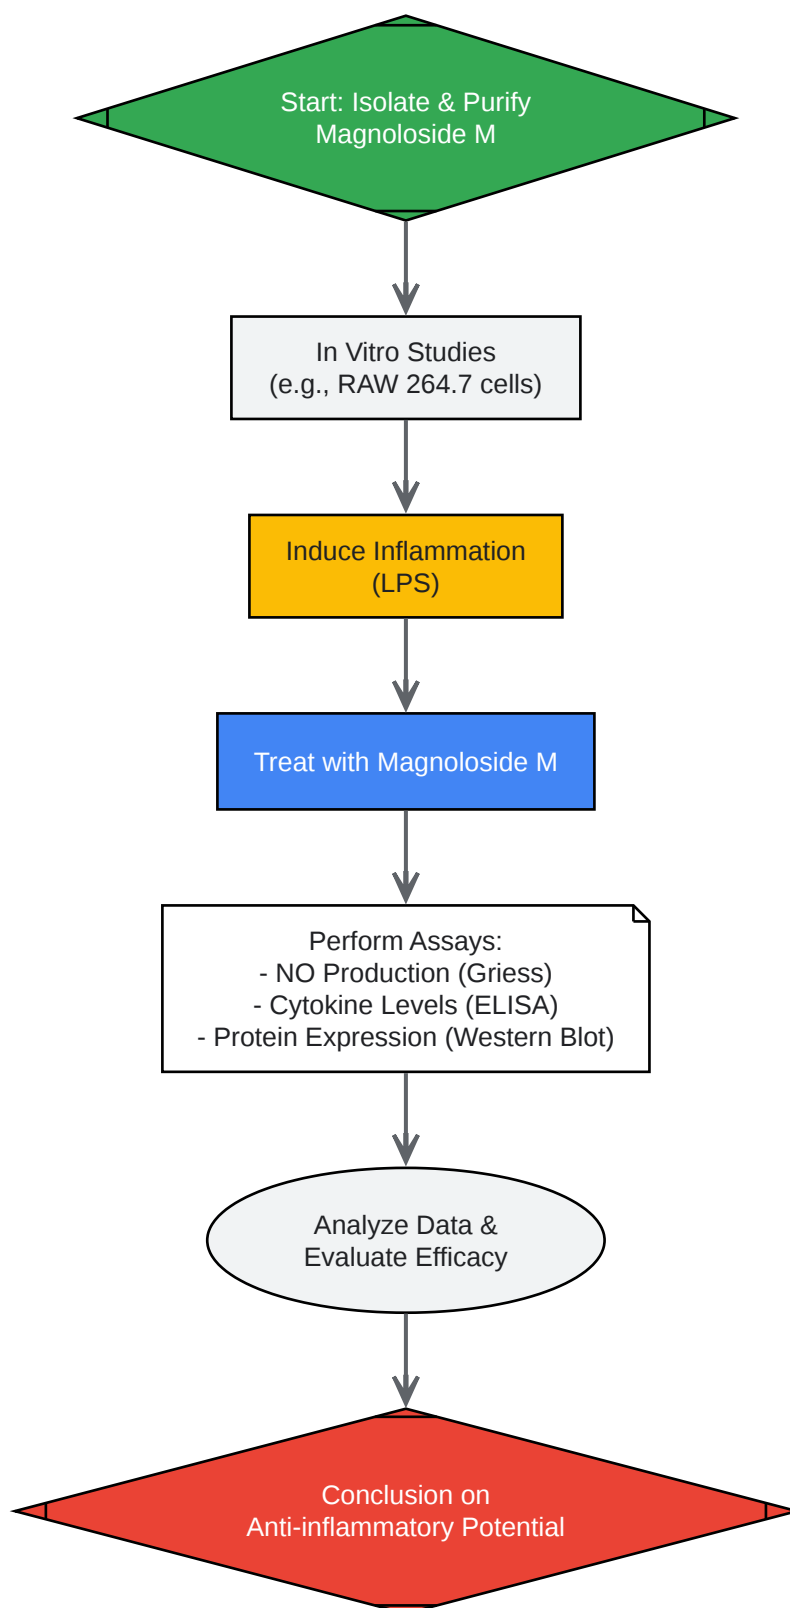 Start: Isolate & Purify
Magnoloside M
In Vitro Studies
(e.g., RAW 264.7 cells)
Induce Inflammation
(LPS)
Treat with Magnoloside M
Perform Assays:
- NO Production (Griess)
- Cytokine Levels (ELISA)
- Protein Expression (Western Blot)
Analyze Data &
Evaluate Efficacy
Conclusion on
Anti-inflammatory Potential